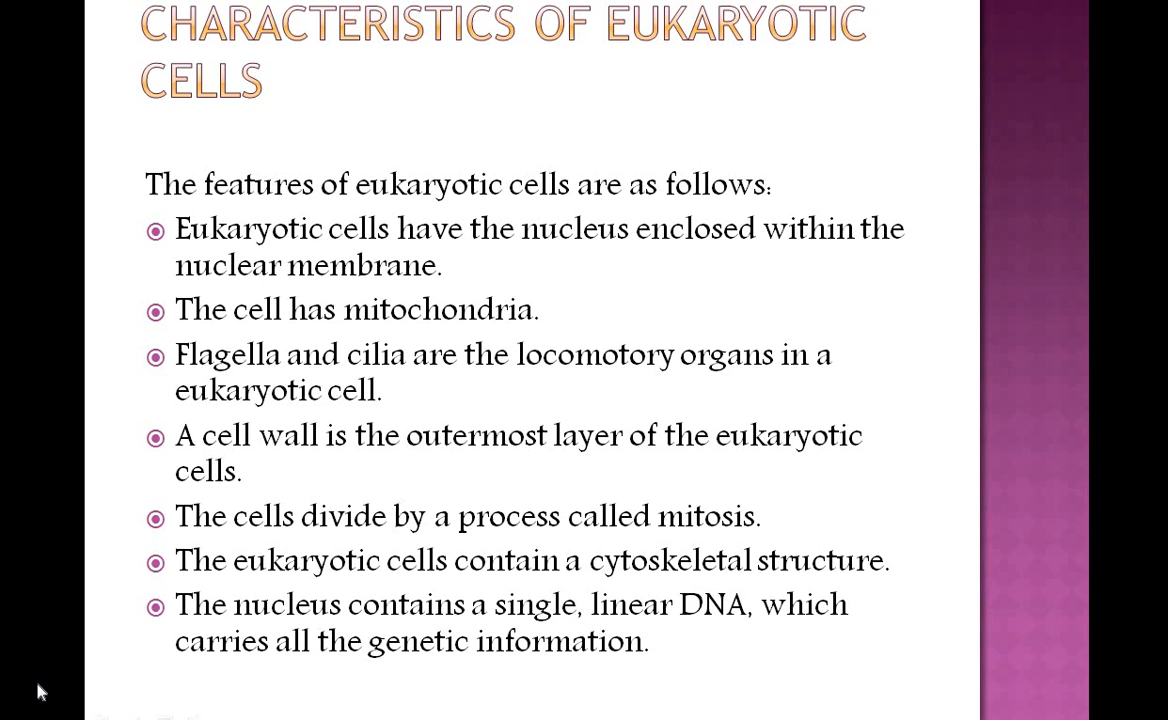 CHARACTERISTICS OF EUKARYOTIC
CELLS
The features of eukaryotic cells are as follows:
Eukaryotic cells have the nucleus enclosed within the
nuclear membrane.
The cell has mitochondria.
Flagella and cilia are the locomotory organs in a
eukaryotic cell.
A cell wall is the outermost layer of the eukaryotic
cells.
The cells divide by a process called mitosis.
The eukaryotic cells contain a cytoskeletal structure.
The nucleus contains a single, linear DNA, which
carries all the genetic information.